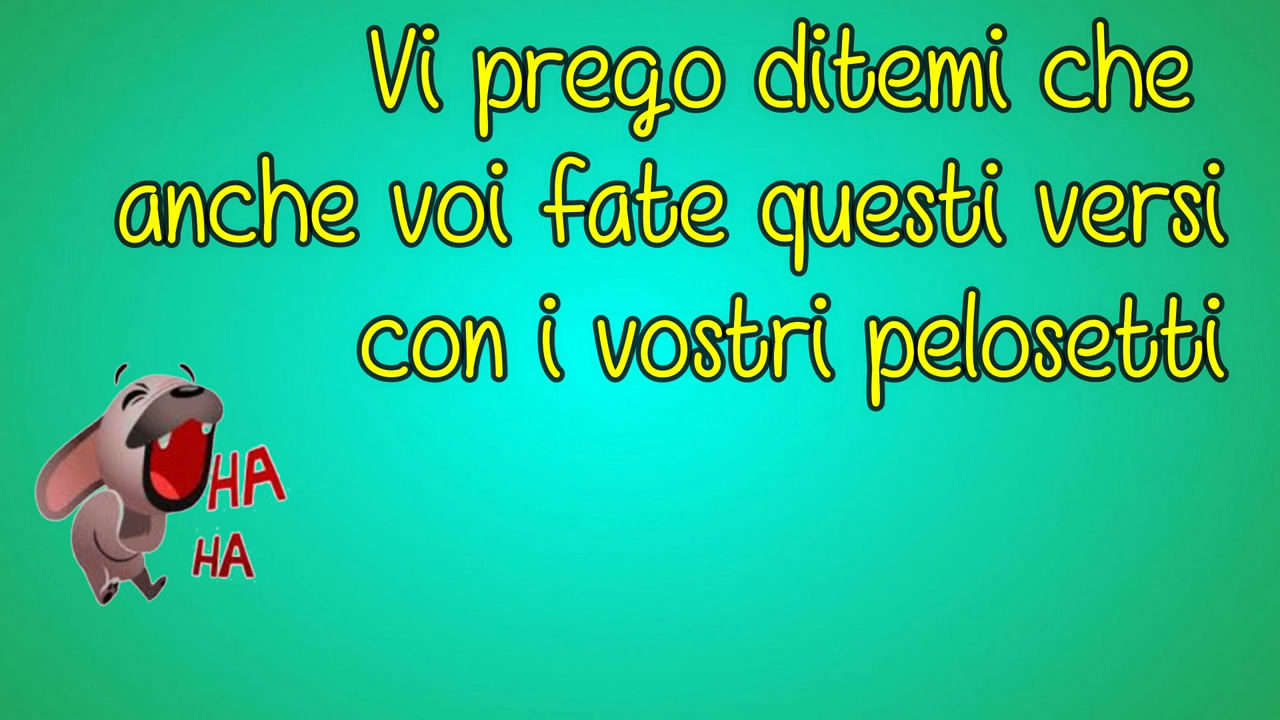 Vi prego ditemi che
anche voi fate questi versi
con i vostri pelosetti
HA
HA